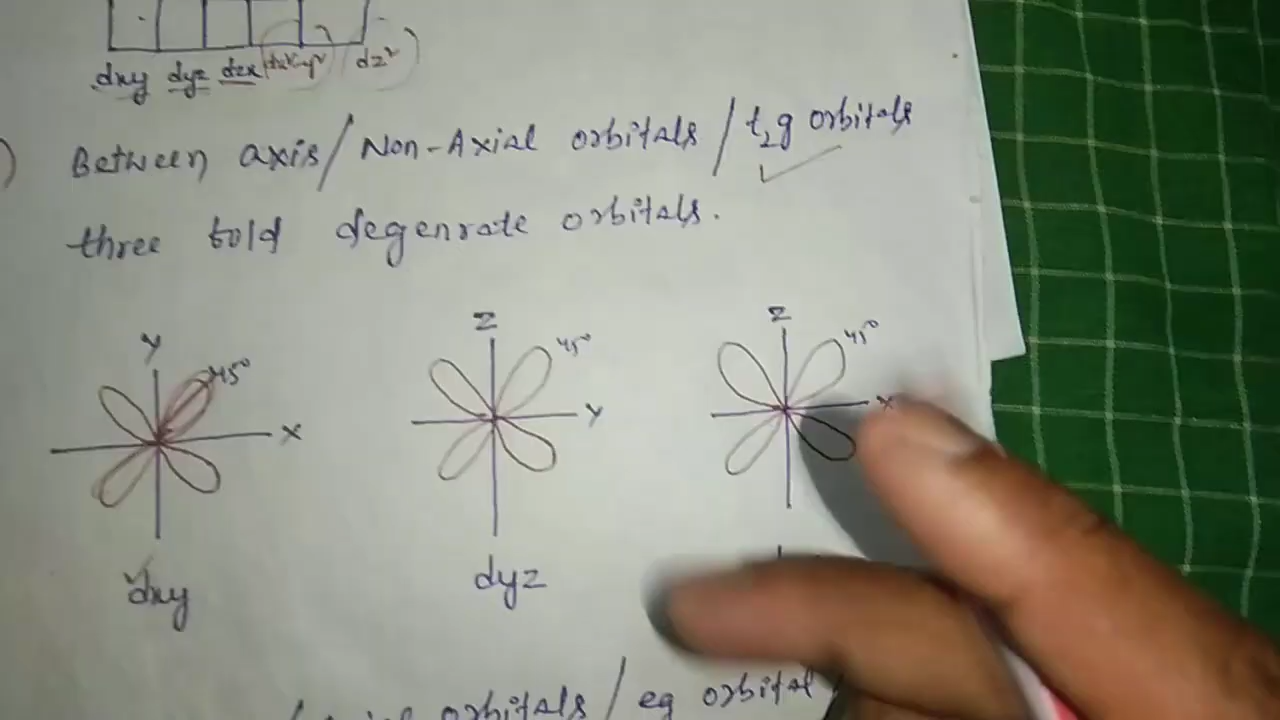 dxy dyz dzx dx²-y² dz²
) Between axis/Non-Axial orbitals/t₂g orbitals
three fold degenrate orbitals.
Y Z Z
45° 45° 45°
X Y X
dxy dyz
orbitals/eg orbital